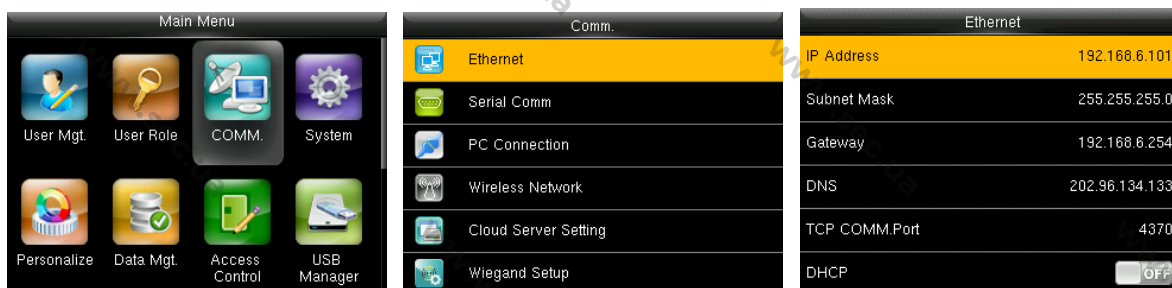 Main Menu
User Mgt.
User Role
COMM.
System
Personalize
Data Mgt.
Access
Control
USB
Manager
Comm.
Ethernet
Serial Comm
PC Connection
Wireless Network
Cloud Server Setting
Wiegand Setup
Ethernet
IP Address 192.168.6.101
Subnet Mask 255.255.255.0
Gateway 192.168.6.254
DNS 202.96.134.133
TCP COMM.Port 4370
DHCP OFF